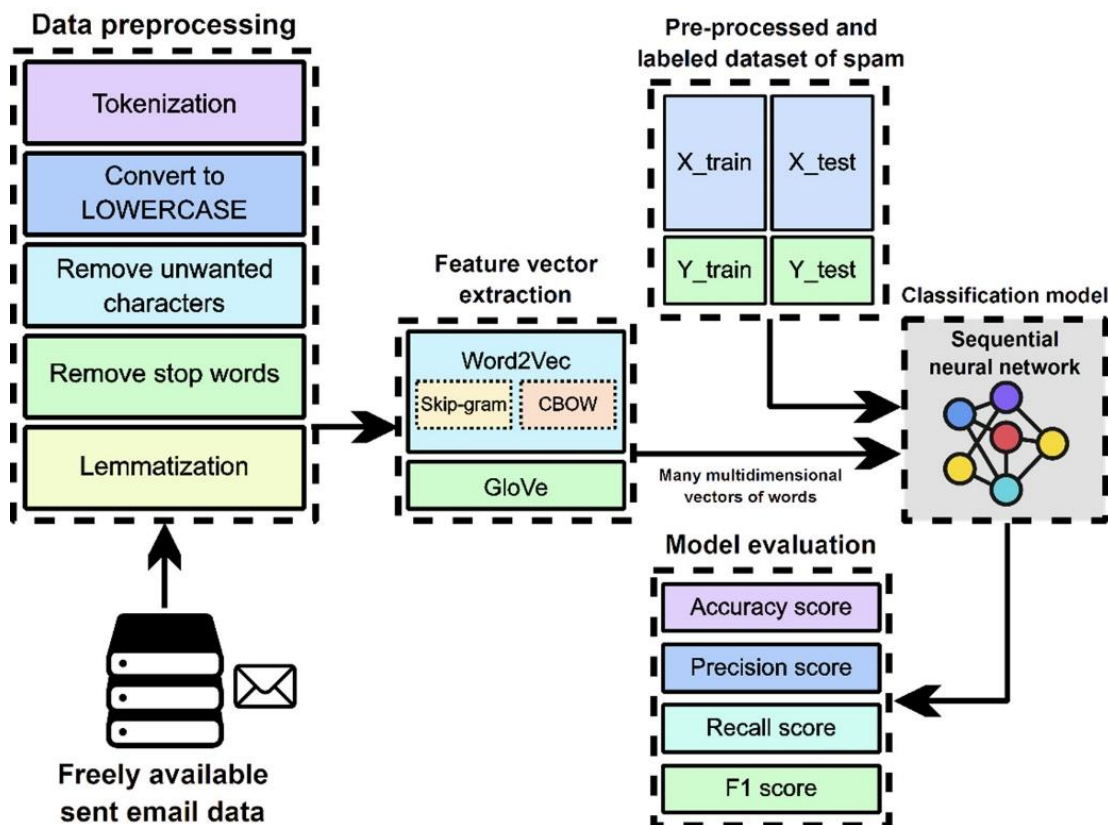 Data preprocessing
Tokenization
Convert to
LOWERCASE
Remove unwanted
characters
Remove stop words
Lemmatization
Freely available
sent email data
Feature vector
extraction
Word2Vec
Skip-gram
CBOW
GloVe
Many multidimensional
vectors of words
Pre-processed and
labeled dataset of spam
X_train
X_test
Y_train
Y_test
Classification model
Sequential
neural network
Model evaluation
Accuracy score
Precision score
Recall score
F1 score